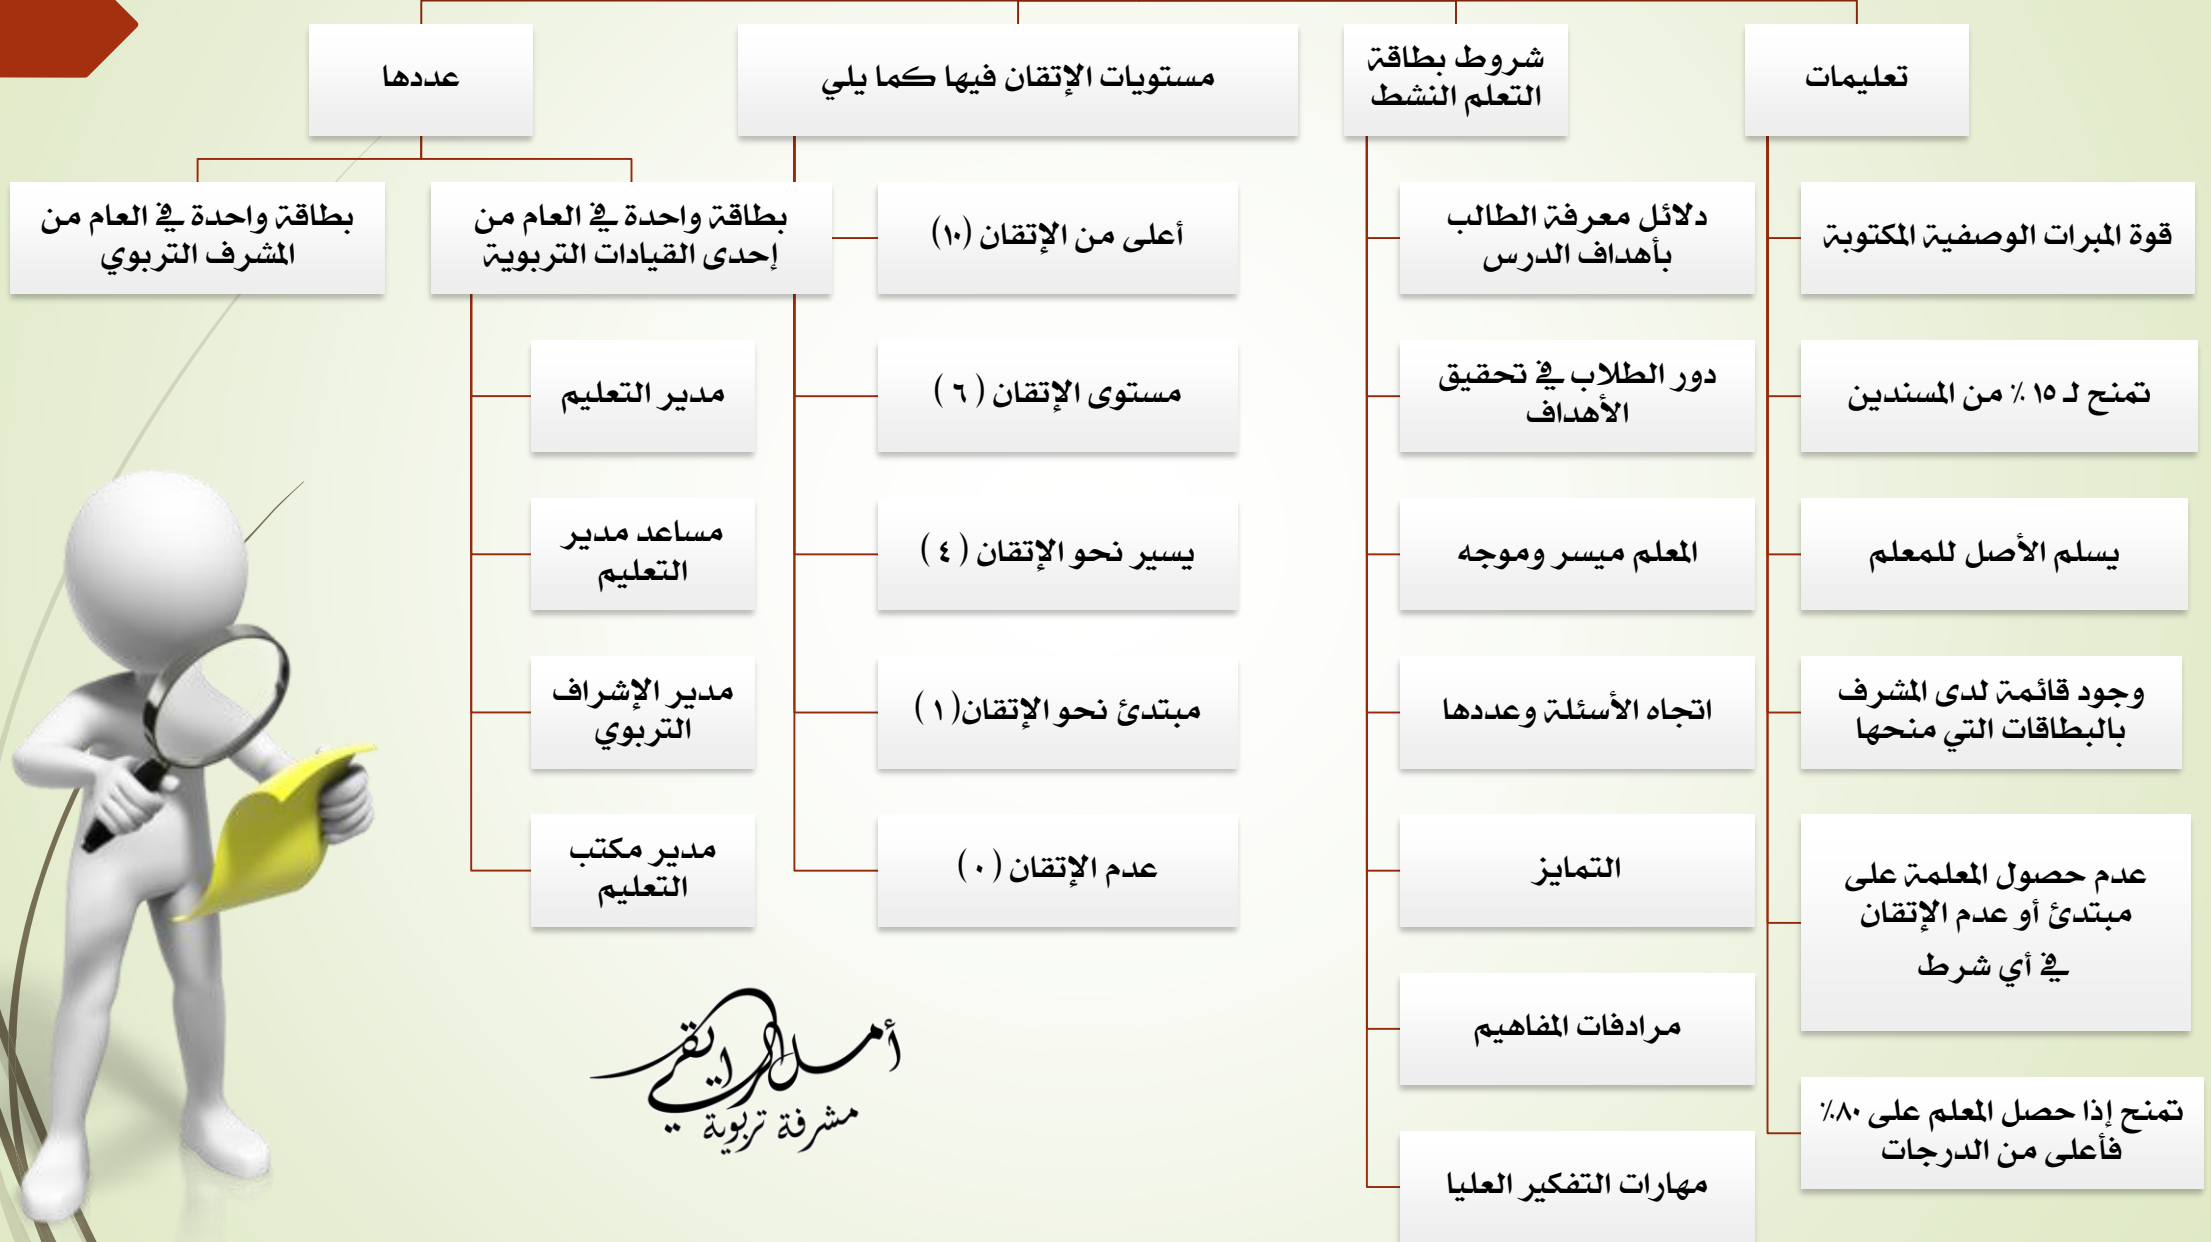 تعليمات
قوة المبرات الوصفية المكتوبة
تمنح لـ ١٥ ٪ من المسندين
يسلم الأصل للمعلم
وجود قائمة لدى المشرف
بالبطاقات التي منحها
عدم حصول المعلمة على
مبتدئ أو عدم الإتقان
في أي شرط
تمنح إذا حصل المعلم على ٨٠٪
فأعلى من الدرجات
شروط بطاقة
التعلم النشط
دلائل معرفة الطالب
بأهداف الدرس
دور الطلاب في تحقيق
الأهداف
المعلم ميسر وموجه
اتجاه الأسئلة وعددها
التمايز
مرادفات المفاهيم
مهارات التفكير العليا
مستويات الإتقان فيها كما يلي
أعلى من الإتقان (١٠)
مستوى الإتقان ( ٦ )
يسير نحو الإتقان ( ٤ )
مبتدئ نحو الإتقان( ١ )
عدم الإتقان ( ٠ )
عددها
بطاقة واحدة في العام من
إحدى القيادات التربوية
مدير التعليم
مساعد مدير
التعليم
مدير الإشراف
التربوي
مدير مكتب
التعليم
بطاقة واحدة في العام من
المشرف التربوي
أمل الرايقي
مشرفة تربوية